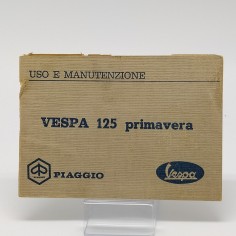 USO E MANUTENZIONE
VESPA 125 primavera
PIAGGIO
Vespa